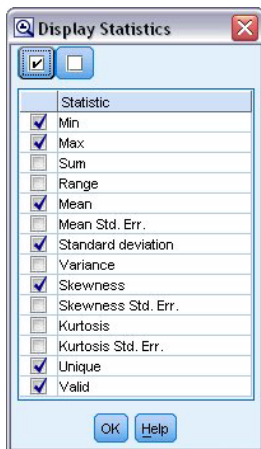 Display Statistics
Statistic
Min
Max
Sum
Range
Mean
Mean Std. Err.
Standard deviation
Variance
Skewness
Skewness Std. Err.
Kurtosis
Kurtosis Std. Err.
Unique
Valid
OK Help